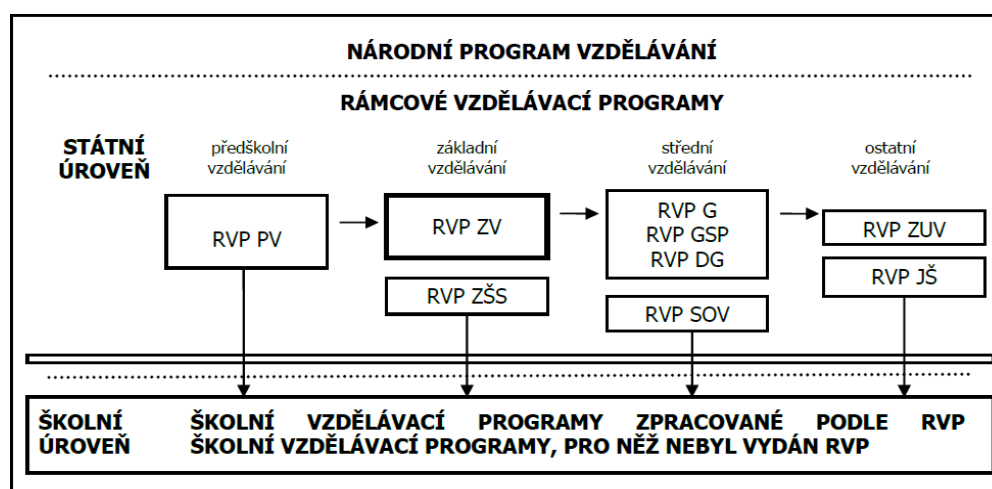 NÁRODNÍ PROGRAM VZDĚLÁVÁNÍ
RÁMCOVÉ VZDĚLÁVACÍ PROGRAMY
STÁTNÍ
ÚROVEŇ
předškolní
vzdělávání
základní
vzdělávání
střední
vzdělávání
ostatní
vzdělávání
RVP PV
RVP ZV
RVP G
RVP GSP
RVP DG
RVP ZUV
RVP ZŠS
RVP JŠ
RVP SOV
ŠKOLNÍ
ÚROVEŇ
ŠKOLNÍ VZDĚLÁVACÍ PROGRAMY ZPRACOVANÉ PODLE RVP
ŠKOLNÍ VZDĚLÁVACÍ PROGRAMY, PRO NĚŽ NEBYL VYDÁN RVP